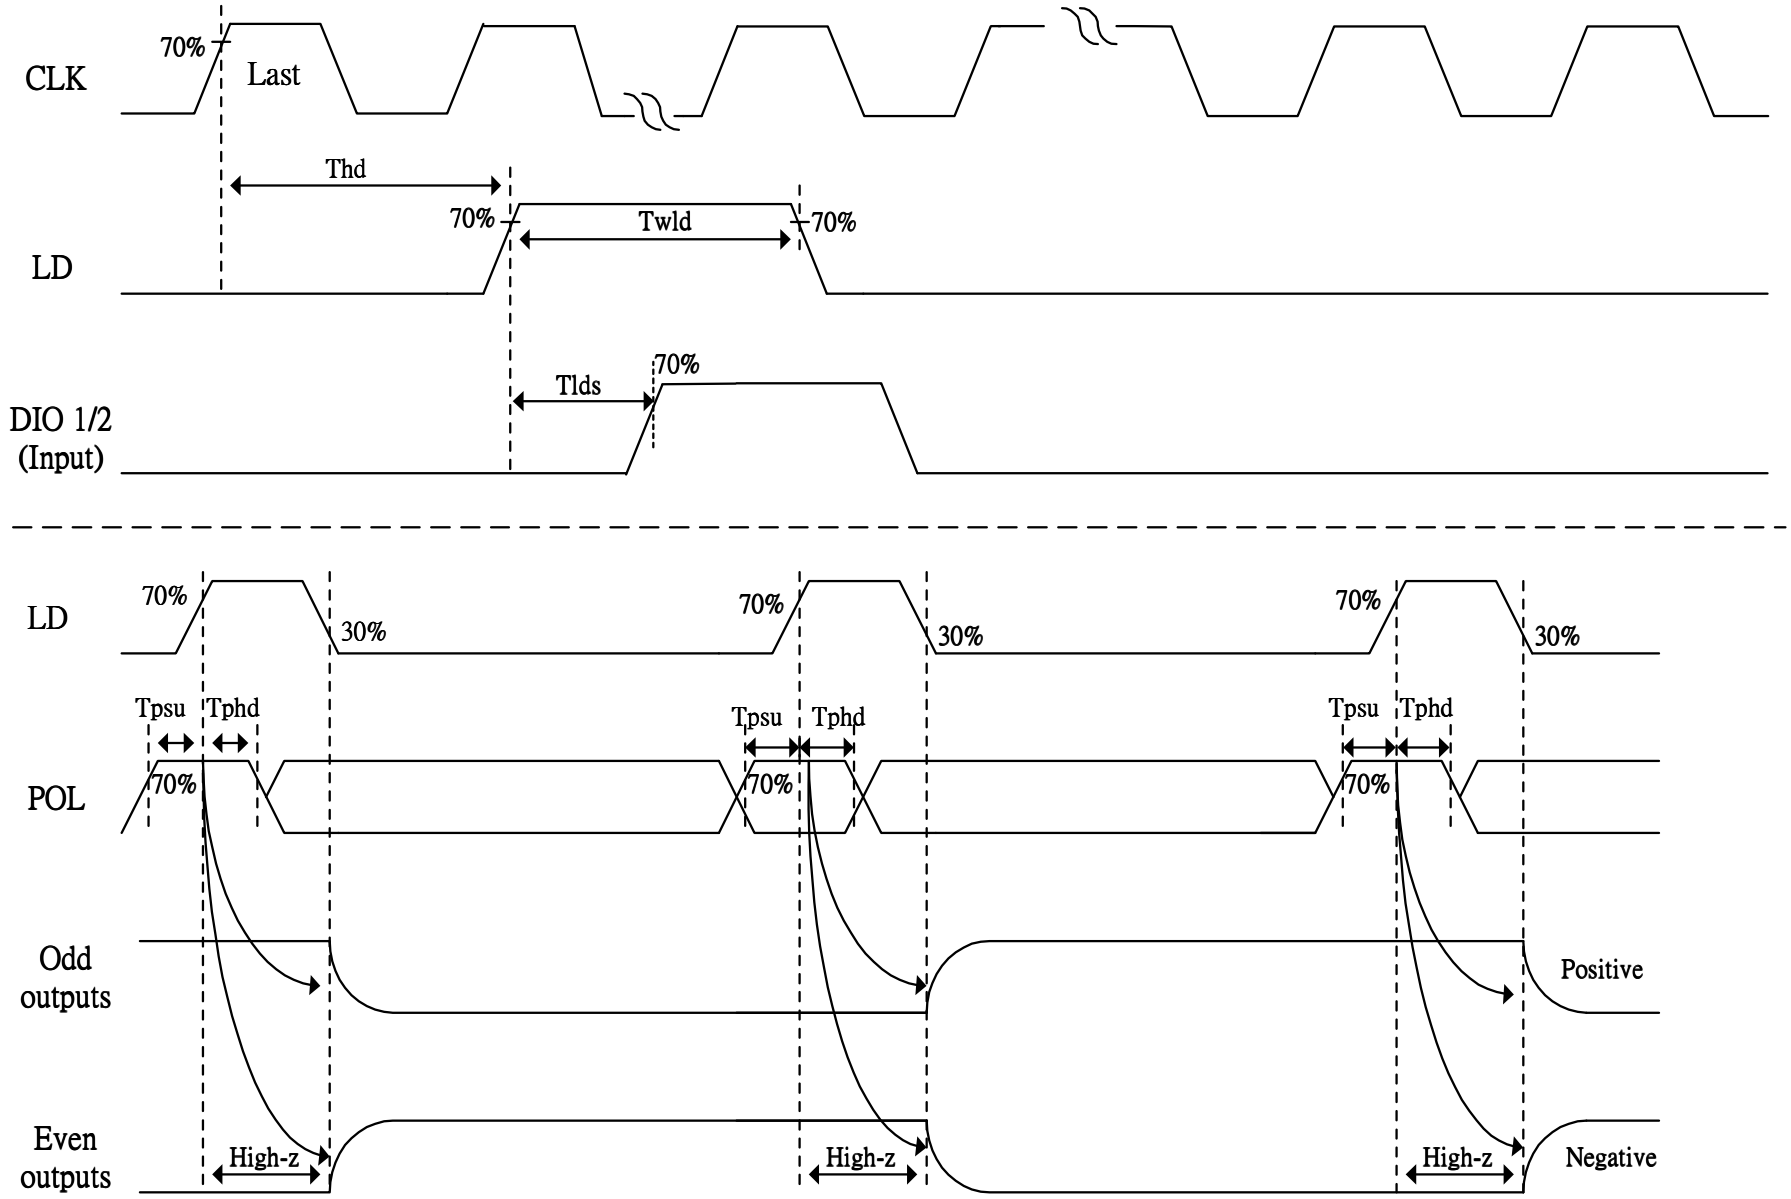 70%
CLK
Last
Thd
70%
Twld
70%
LD
70%
Tlds
DIO 1/2
(Input)
70%
70%
70%
LD
30%
30%
30%
Tpsu
Tphd
Tpsu
Tphd
Tpsu
Tphd
POL
70%
70%
70%
Odd
outputs
Positive
Even
outputs
High-z
High-z
High-z
Negative